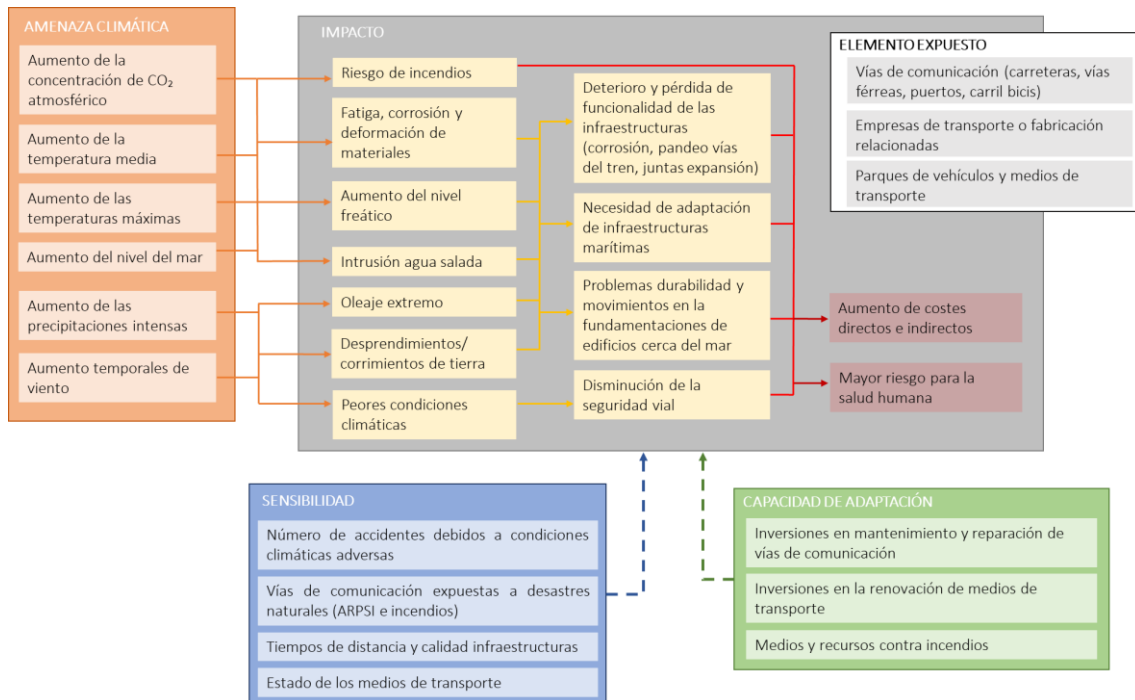 AMENAZA CLIMÁTICA
Aumento de la
concentración de CO₂
atmosférico
Aumento de la
temperatura media
Aumento de las
temperaturas máximas
Aumento del nivel del mar
Aumento de las
precipitaciones intensas
Aumento temporales de
viento
IMPACTO
Riesgo de incendios
Fatiga, corrosión y
deformación de
materiales
Aumento del nivel
freático
Intrusión agua salada
Oleaje extremo
Desprendimientos/
corrimientos de tierra
Peores condiciones
climáticas
Deterioro y pérdida de
funcionalidad de las
infraestructuras
(corrosión, pandeo vías
del tren, juntas expansión)
Necesidad de adaptación
de infraestructuras
marítimas
Problemas durabilidad y
movimientos en la
fundamentaciones de
edificios cerca del mar
Disminución de la
seguridad vial
ELEMENTO EXPUESTO
Vías de comunicación (carreteras, vías
férreas, puertos, carril bicis)
Empresas de transporte o fabricación
relacionadas
Parques de vehículos y medios de
transporte
Aumento de costes
directos e indirectos
Mayor riesgo para la
salud humana
SENSIBILIDAD
Número de accidentes debidos a condiciones
climáticas adversas
Vías de comunicación expuestas a desastres
naturales (ARPSI e incendios)
Tiempos de distancia y calidad infraestructuras
Estado de los medios de transporte
CAPACIDAD DE ADAPTACIÓN
Inversiones en mantenimiento y reparación de
vías de comunicación
Inversiones en la renovación de medios de
transporte
Medios y recursos contra incendios